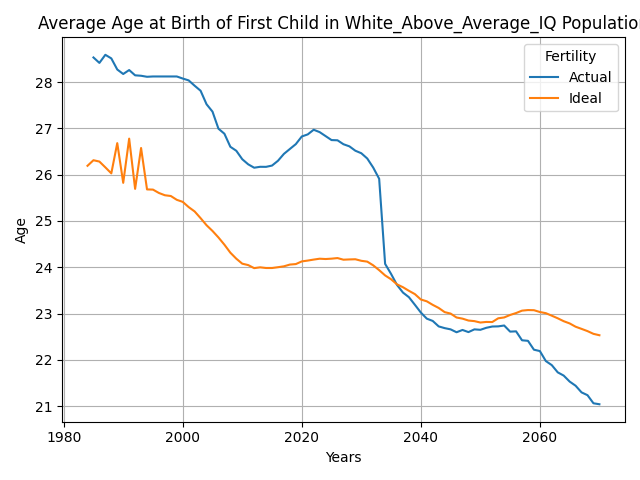 Average Age at Birth of First Child in White_Above_Average_IQ Population
Fertility
Actual
Ideal
28
27
26
25
24
23
22
21
Age
1980
2000
2020
2040
2060
Years